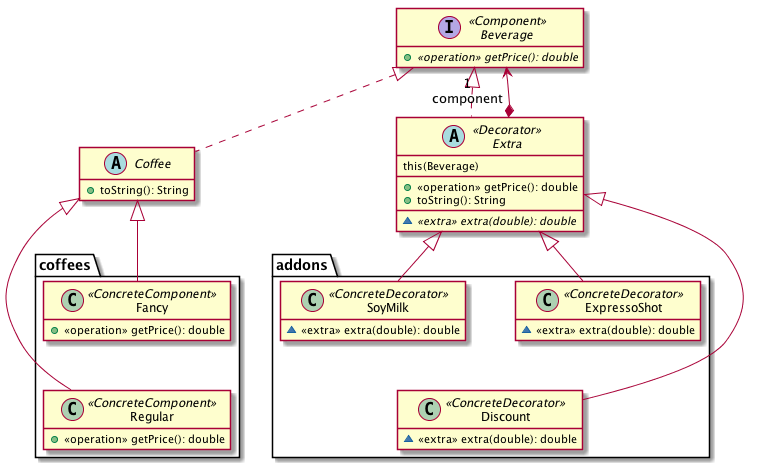 I
«Component»
Beverage
«operation» getPrice(): double
1
component
A
«Decorator»
Extra
this(Beverage)
«operation» getPrice(): double
toString(): String
«extra» extra(double): double
A
Coffee
toString(): String
coffees
C
«ConcreteComponent»
Fancy
«operation» getPrice(): double
C
«ConcreteComponent»
Regular
«operation» getPrice(): double
addons
C
«ConcreteDecorator»
SoyMilk
«extra» extra(double): double
C
«ConcreteDecorator»
ExpressoShot
«extra» extra(double): double
C
«ConcreteDecorator»
Discount
«extra» extra(double): double